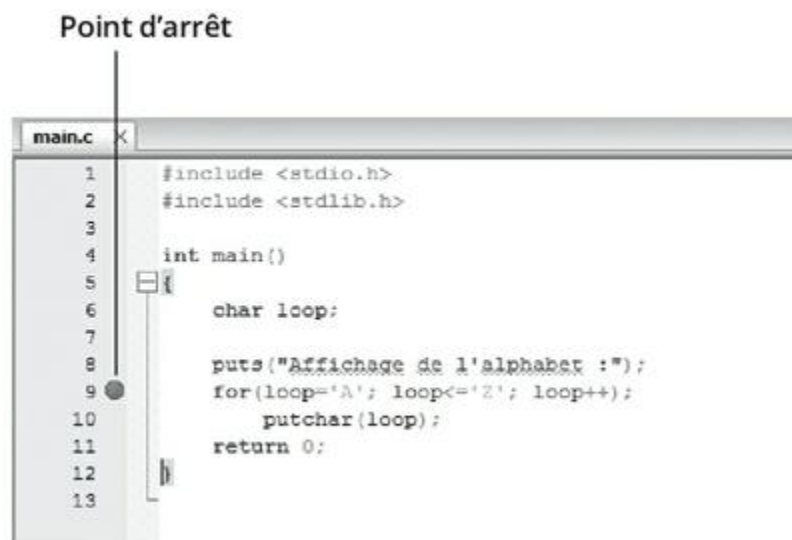 Point d'arrêt
main.c
1 #include <stdio.h>
2 #include <stdlib.h>
3
4 int main()
5 {
6 char loop;
7
8 puts("Affichage de l'alphabet :");
9 for(loop='A'; loop<='Z'; loop++);
10 putchar(loop);
11 return 0;
12 }
13